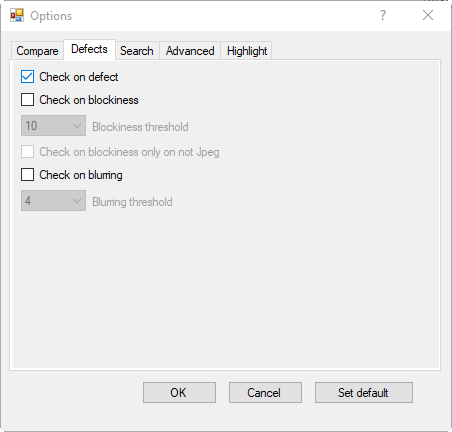 Options
Compare Defects Search Advanced Highlight
Check on defect
Check on blockiness
10 Blockiness threshold
Check on blockiness only on not Jpeg
Check on blurring
4 Blurring threshold
OK Cancel Set default